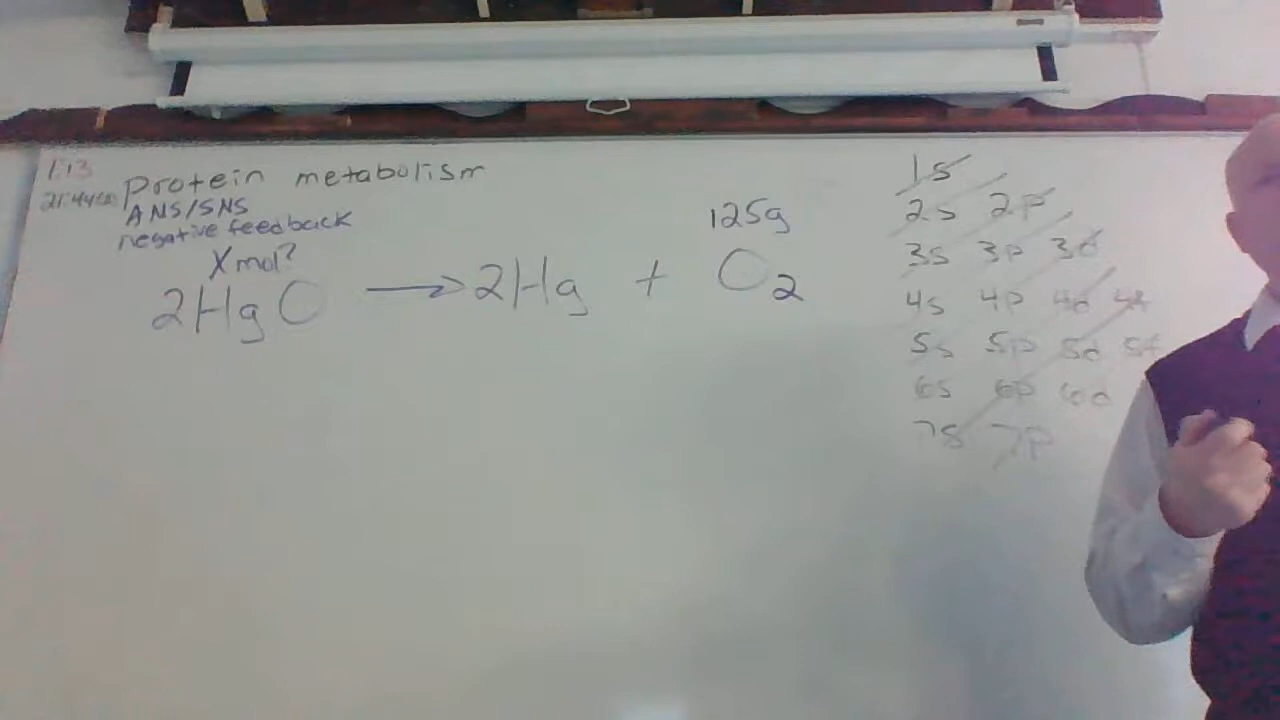 1:13
Protein metabolism
ANS/SNS
negative feedback
X mol?
125g
2HgO → 2Hg + O2
1s
2s 2p
3s 3p 3d
4s 4p 4d 4f
5s 5p 5d 5f
6s 6p 6d
7s 7p